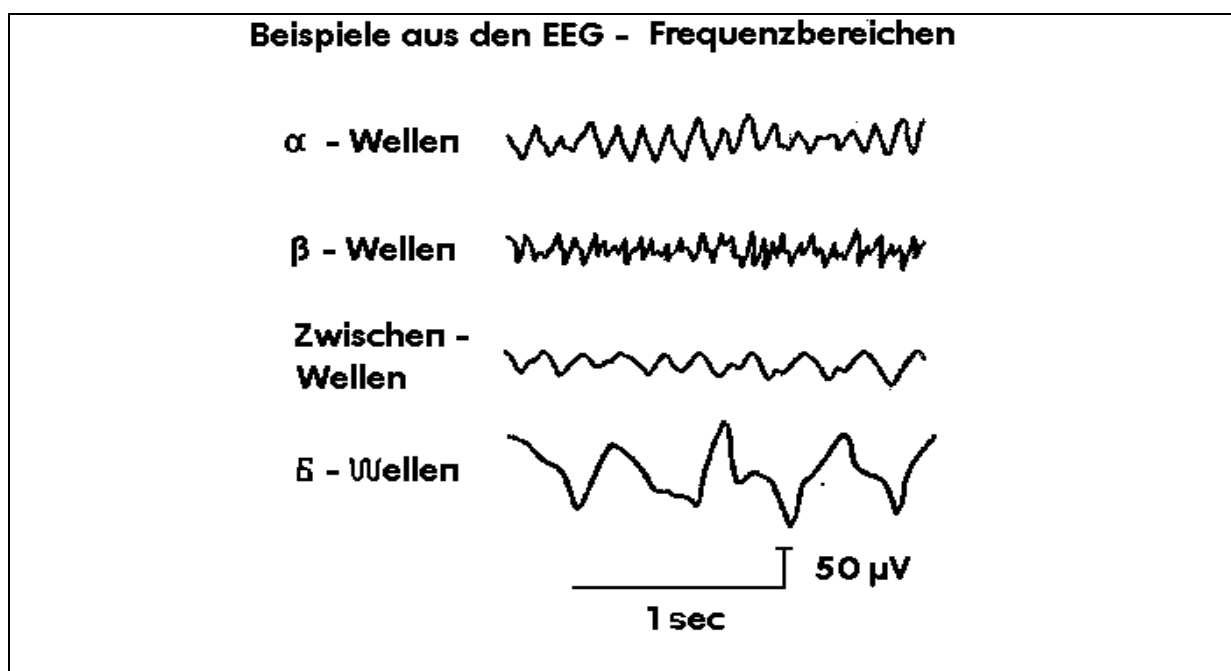 Beispiele aus den EEG - Frequenzbereichen
α - Wellen
β - Wellen
Zwischen -
Wellen
δ - Wellen
50 µV
1 sec